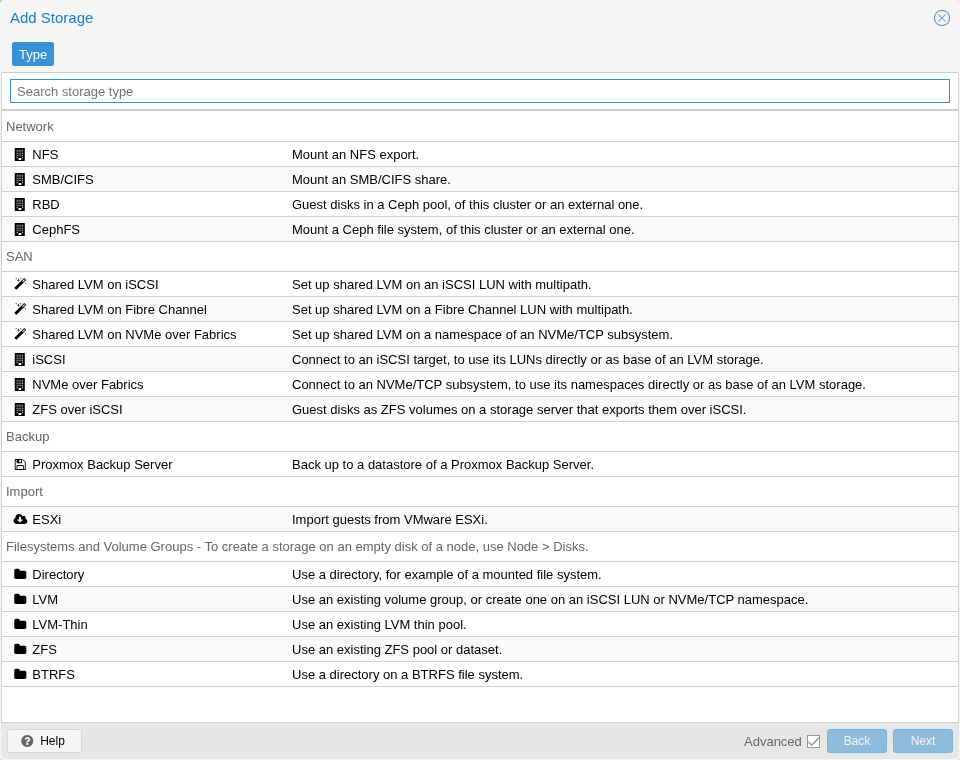 Add Storage
Type
Search storage type
Network
NFS Mount an NFS export.
SMB/CIFS Mount an SMB/CIFS share.
RBD Guest disks in a Ceph pool, of this cluster or an external one.
CephFS Mount a Ceph file system, of this cluster or an external one.
SAN
Shared LVM on iSCSI Set up shared LVM on an iSCSI LUN with multipath.
Shared LVM on Fibre Channel Set up shared LVM on a Fibre Channel LUN with multipath.
Shared LVM on NVMe over Fabrics Set up shared LVM on a namespace of an NVMe/TCP subsystem.
iSCSI Connect to an iSCSI target, to use its LUNs directly or as base of an LVM storage.
NVMe over Fabrics Connect to an NVMe/TCP subsystem, to use its namespaces directly or as base of an LVM storage.
ZFS over iSCSI Guest disks as ZFS volumes on a storage server that exports them over iSCSI.
Backup
Proxmox Backup Server Back up to a datastore of a Proxmox Backup Server.
Import
ESXi Import guests from VMware ESXi.
Filesystems and Volume Groups - To create a storage on an empty disk of a node, use Node > Disks.
Directory Use a directory, for example of a mounted file system.
LVM Use an existing volume group, or create one on an iSCSI LUN or NVMe/TCP namespace.
LVM-Thin Use an existing LVM thin pool.
ZFS Use an existing ZFS pool or dataset.
BTRFS Use a directory on a BTRFS file system.
Help Advanced Back Next